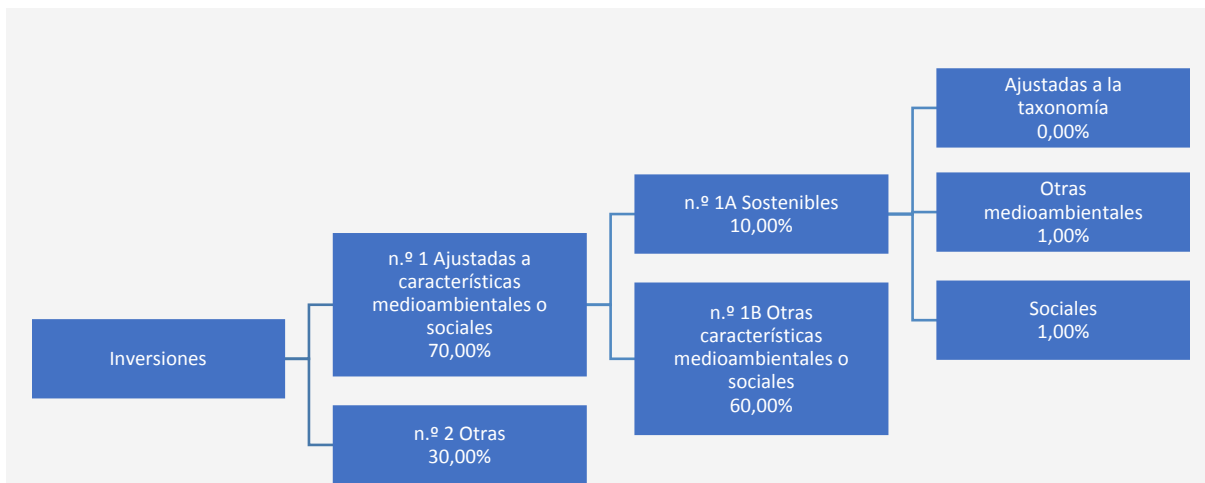 Inversiones
n.º 1 Ajustadas a
características
medioambientales o
sociales
70,00%
n.º 2 Otras
30,00%
n.º 1A Sostenibles
10,00%
n.º 1B Otras
características
medioambientales o
sociales
60,00%
Ajustadas a la
taxonomía
0,00%
Otras
medioambientales
1,00%
Sociales
1,00%